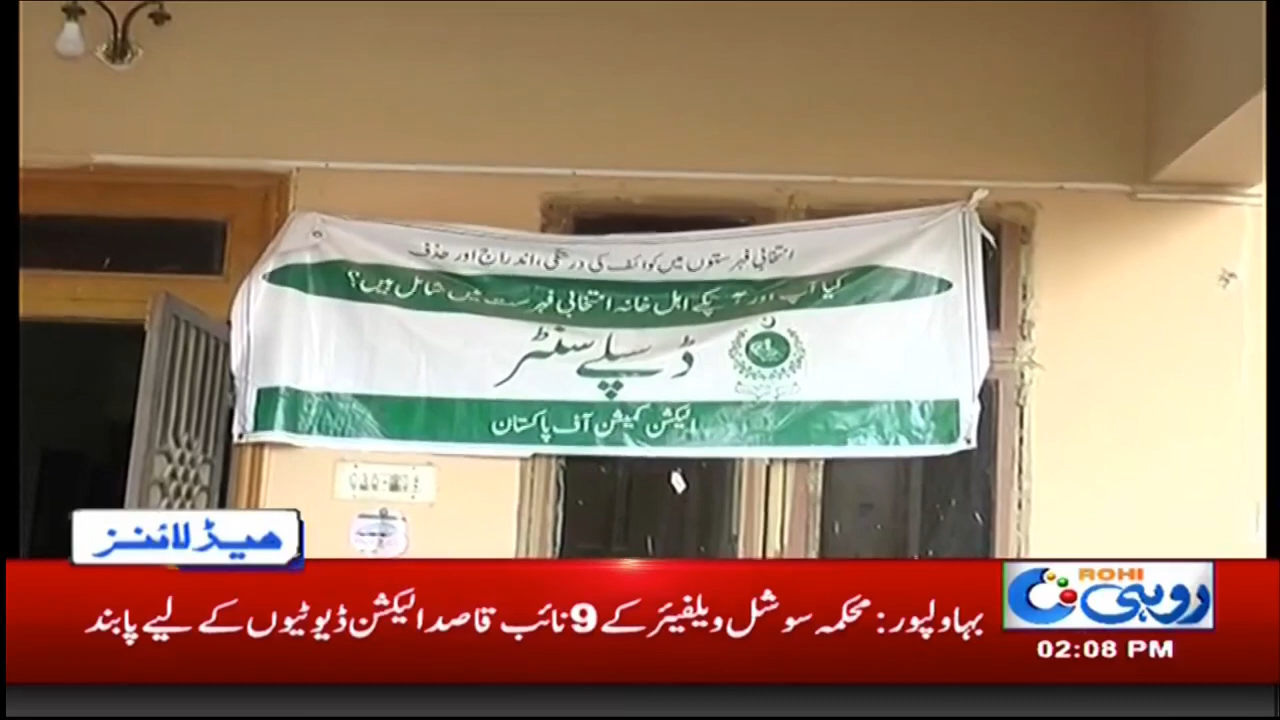 انتخابی فہرستوں میں کوائف کی درستگی، اندراج اور حذف
کیا آپ اور آپکے اہل خانہ انتخابی فہرست میں شامل ہیں؟
ڈسپلے سنٹر
الیکشن کمیشن آف پاکستان
ہیڈلائنز
بہاولپور: محکمہ سوشل ویلفیئر کے 9 نائب قاصد الیکشن ڈیوٹیوں کے لیے پابند
ROHI
روہی
02:08 PM